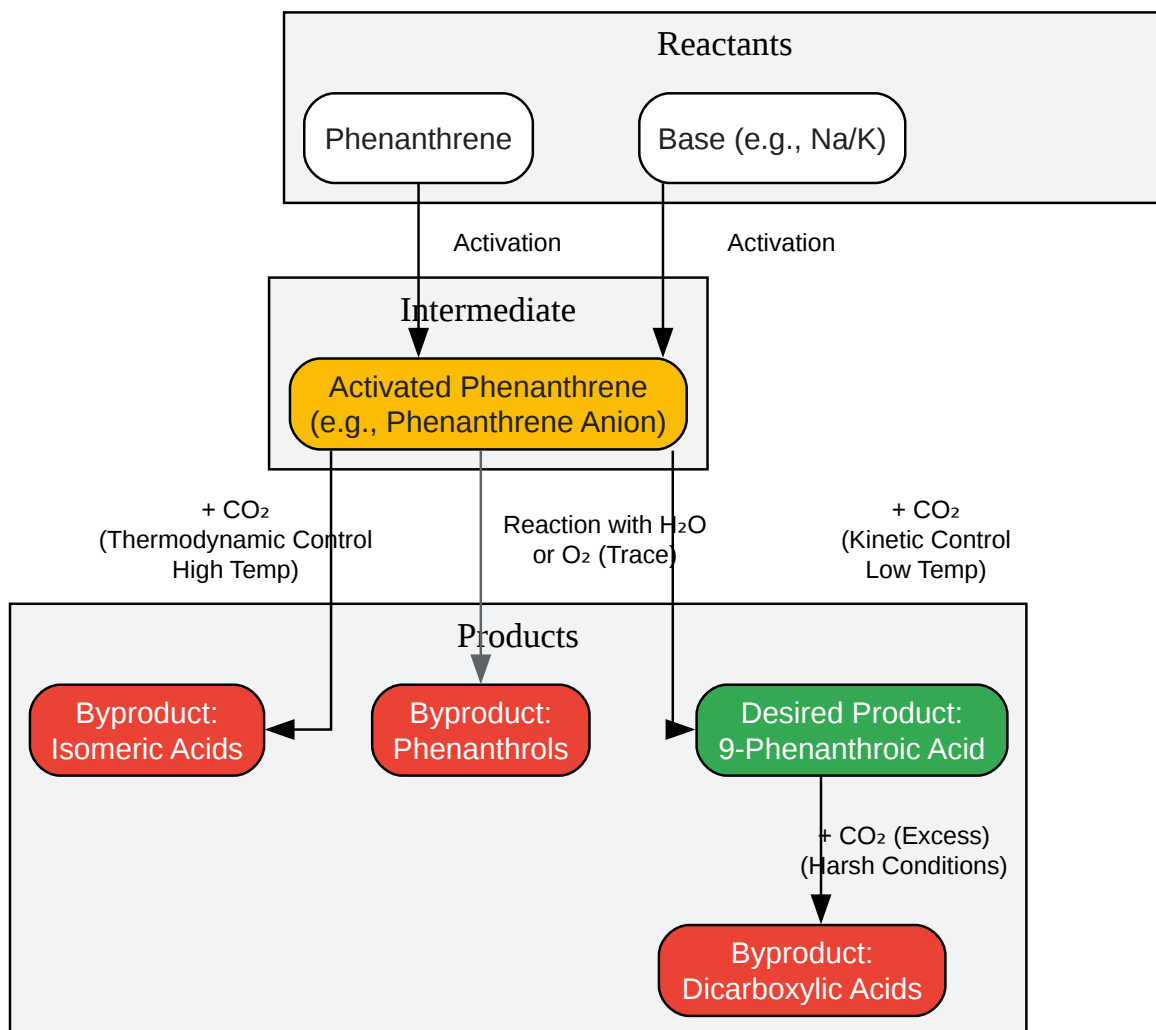 Reactants
Phenanthrene
Base (e.g., Na/K)
Activation
Activation
Intermediate
Activated Phenanthrene
(e.g., Phenanthrene Anion)
+ CO₂
(Thermodynamic Control
High Temp)
Reaction with H₂O
or O₂ (Trace)
+ CO₂
(Kinetic Control
Low Temp)
Products
Byproduct:
Isomeric Acids
Byproduct:
Phenanthrols
Desired Product:
9-Phenanthroic Acid
+ CO₂ (Excess)
(Harsh Conditions)
Byproduct:
Dicarboxylic Acids